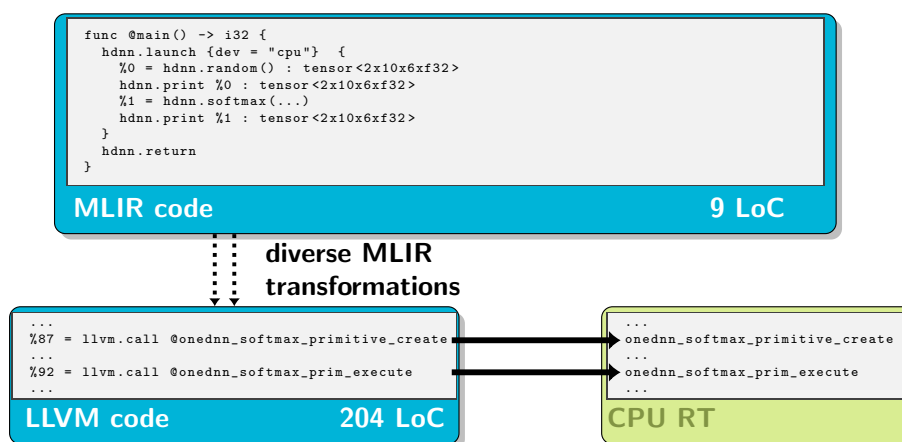 func @main() -> i32 {
  hdnn.launch {dev = "cpu"}  {
    %0 = hdnn.random() : tensor<2x10x6xf32>
    hdnn.print %0 : tensor<2x10x6xf32>
    %1 = hdnn.softmax(...)
    hdnn.print %1 : tensor<2x10x6xf32>
  }
  hdnn.return
}
MLIR code 9 LoC
diverse MLIR
transformations
...
%87 = llvm.call @onednn_softmax_primitive_create
...
%92 = llvm.call @onednn_softmax_prim_execute
...
LLVM code 204 LoC
...
onednn_softmax_primitive_create
...
onednn_softmax_prim_execute
...
CPU RT